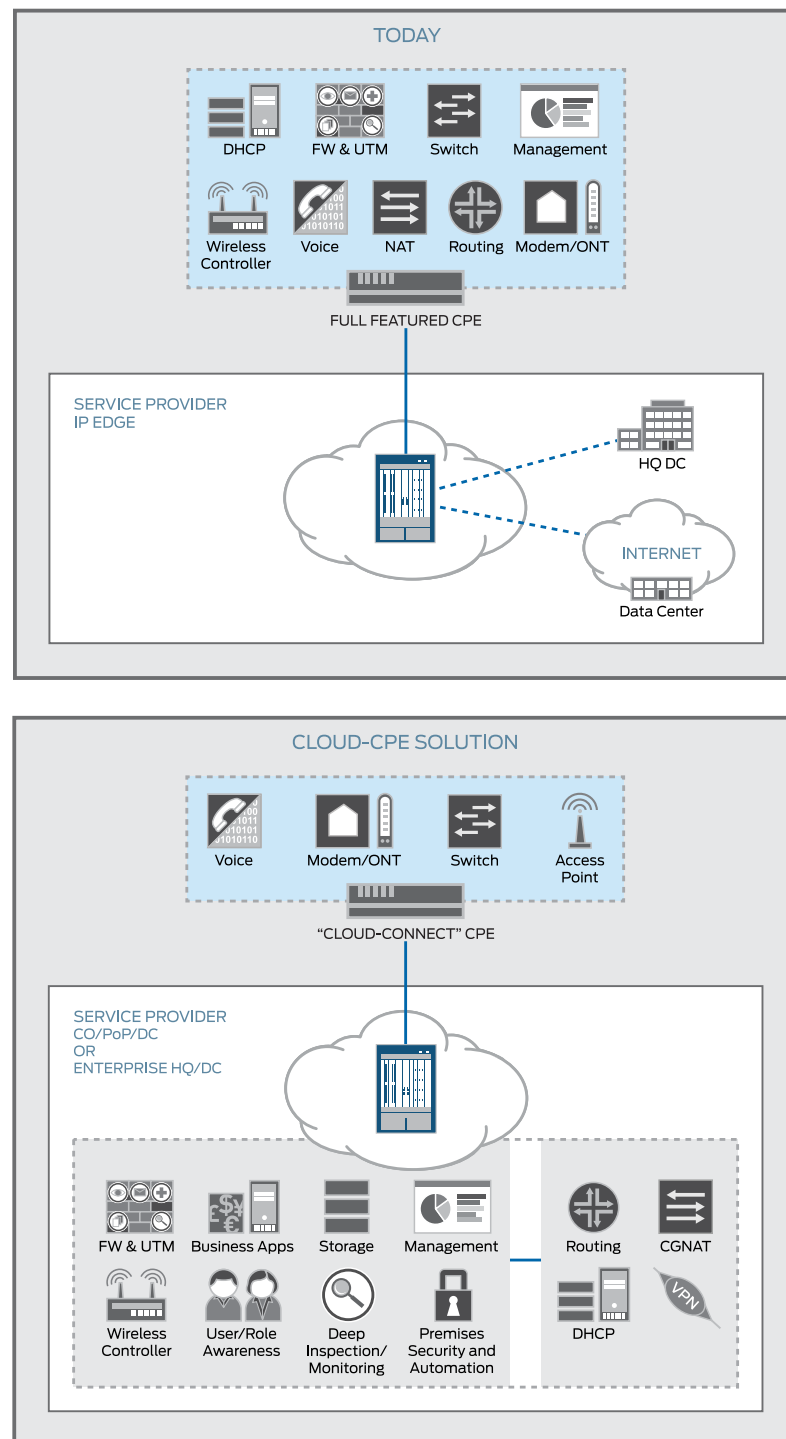 TODAY
DHCP
FW & UTM
Switch
Management
Wireless
Controller
Voice
NAT
Routing
Modem/ONT
FULL FEATURED CPE
SERVICE PROVIDER
IP EDGE
HQ DC
INTERNET
Data Center
CLOUD-CPE SOLUTION
Voice
Modem/ONT
Switch
Access
Point
“CLOUD-CONNECT” CPE
SERVICE PROVIDER
CO/PoP/DC
OR
ENTERPRISE HQ/DC
FW & UTM
Business Apps
Storage
Management
Routing
CGNAT
Wireless
Controller
User/Role
Awareness
Deep
Inspection/
Monitoring
Premises
Security and
Automation
DHCP
VPN